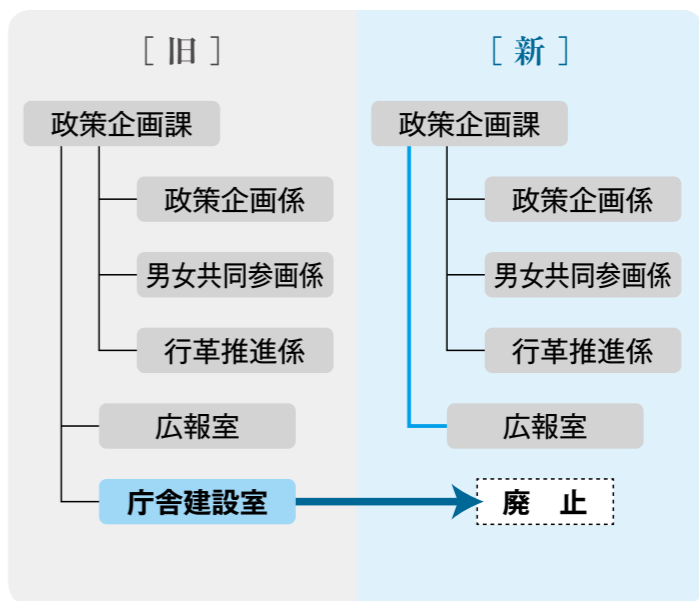 ［ 旧 ］
政策企画課
政策企画係
男女共同参画係
行革推進係
広報室
庁舎建設室
［ 新 ］
政策企画課
政策企画係
男女共同参画係
行革推進係
広報室
廃　止